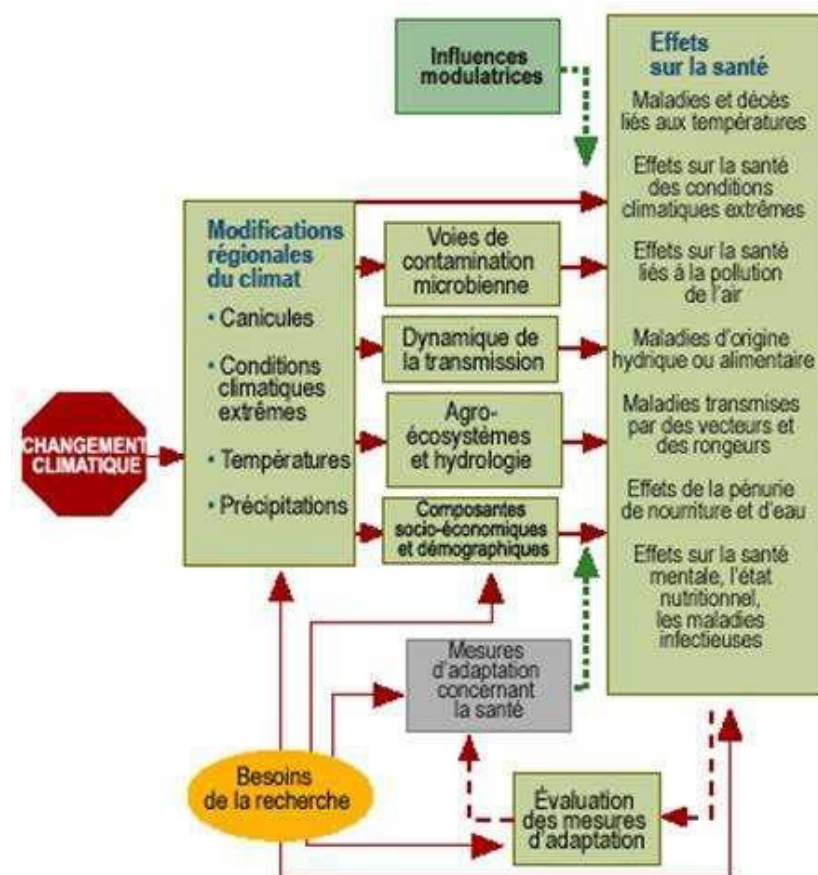 Influences
modulatrices
Effets
sur la santé
Maladies et décès
liés aux températures
Effets sur la santé
des conditions
climatiques extrêmes
Effets sur la santé
liés à la pollution
de l'air
Maladies d'origine
hydrique ou alimentaire
Maladies transmises
par des vecteurs et
des rongeurs
Effets de la pénurie
de nourriture et d'eau
Effets sur la santé
mentale, l'état
nutritionnel,
les maladies
infectieuses
Modifications
régionales
du climat
• Canicules
• Conditions
climatiques
extrêmes
• Températures
• Précipitations
Voies de
contamination
microbienne
Dynamique de
la transmission
Agro-
écosystèmes
et hydrologie
Composantes
socio-économiques
et démographiques
CHANGEMENT
CLIMATIQUE
Mesures
d'adaptation
concernant
la santé
Besoins
de la recherche
Évaluation
des mesures
d'adaptation